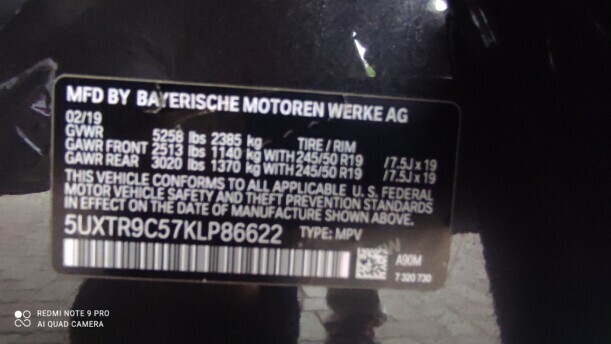 MFD BY BAYERISCHE MOTOREN WERKE AG
02/19
GVWR 5258 lbs 2385 kg TIRE / RIM
GAWR FRONT 2513 lbs 1140 kg WITH 245/50 R19 /7.5J x 19
GAWR REAR 3020 lbs 1370 kg WITH 245/50 R19 /7.5J x 19
THIS VEHICLE CONFORMS TO ALL APPLICABLE U. S. FEDERAL
MOTOR VEHICLE SAFETY AND THEFT PREVENTION STANDARDS
IN EFFECT ON THE DATE OF MANUFACTURE SHOWN ABOVE.
5UXTR9C57KLP86622 TYPE: MPV
A90M
7 320 730
REDMI NOTE 9 PRO
AI QUAD CAMERA